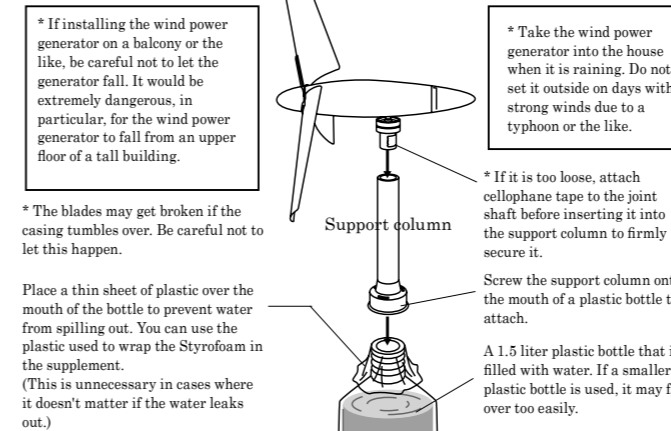 * If installing the wind power
generator on a balcony or the
like, be careful not to let the
generator fall. It would be
extremely dangerous, in
particular, for the wind power
generator to fall from an upper
floor of a tall building.
* The blades may get broken if the
casing tumbles over. Be careful not to
let this happen.
Place a thin sheet of plastic over the
mouth of the bottle to prevent water
from spilling out. You can use the
plastic used to wrap the Styrofoam in
the supplement.
(This is unnecessary in cases where
it doesn't matter if the water leaks
out.)
Support column
* Take the wind power
generator into the house
when it is raining. Do not
set it outside on days with
strong winds due to a
typhoon or the like.
* If it is too loose, attach
cellophane tape to the joint
shaft before inserting it into
the support column to firmly
secure it.
Screw the support column
the mouth of a plastic bottle
attach.
A 1.5 liter plastic bottle that
filled with water. If a smaller
plastic bottle is used, it may
over too easily.